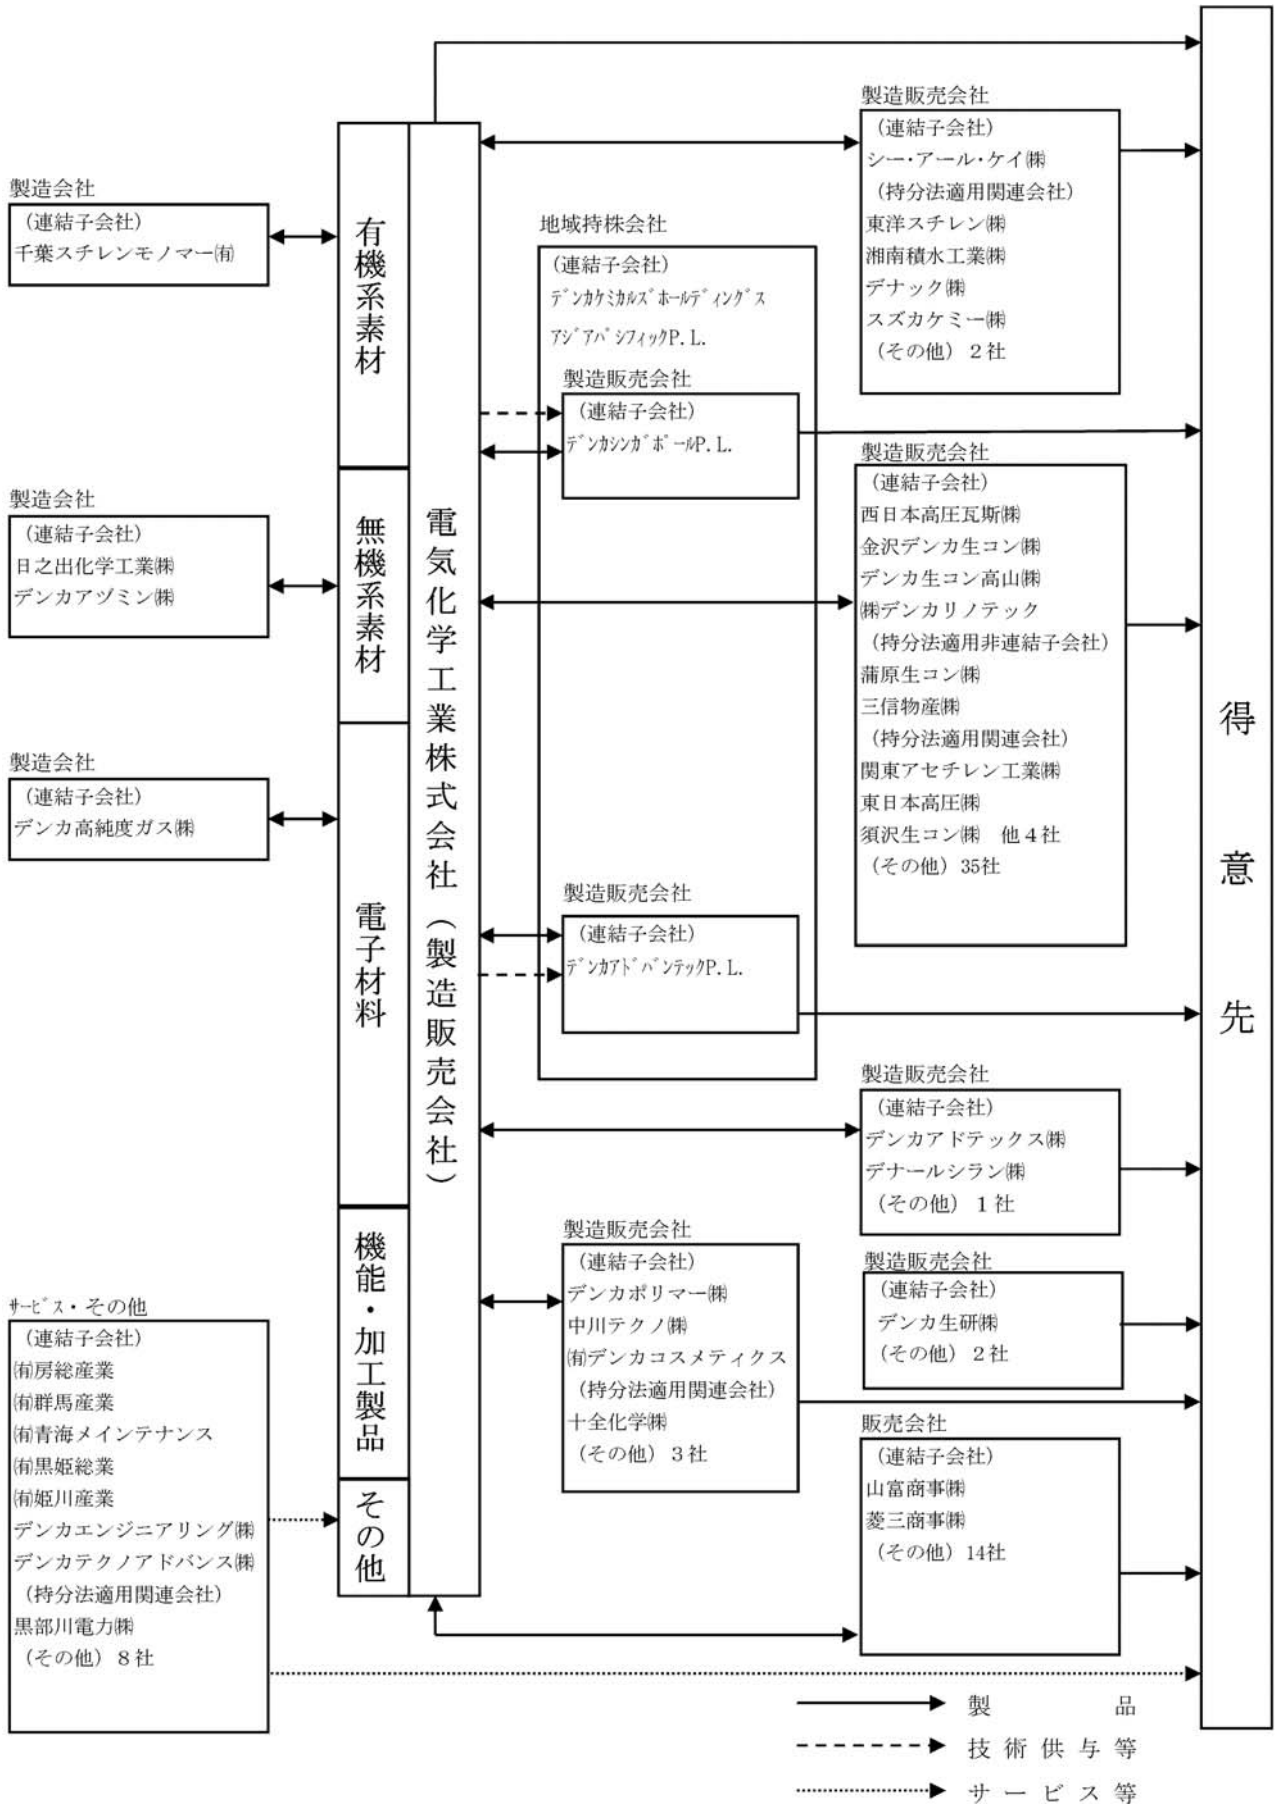 製造会社
（連結子会社）
千葉スチレンモノマー㈲
製造会社
（連結子会社）
日之出化学工業㈱
デンカアヅミン㈱
製造会社
（連結子会社）
デンカ高純度ガス㈱
サービス・その他
（連結子会社）
㈲房総産業
㈲群馬産業
㈲青海メインテナンス
㈲黒姫総業
㈲姫川産業
デンカエンジニアリング㈱
デンカテクノアドバンス㈱
（持分法適用関連会社）
黒部川電力㈱
（その他）８社
有機系素材
無機系素材
電子材料
機能・加工製品
その他
電気化学工業株式会社（製造販売会社）
地域持株会社
（連結子会社）
デンカケミカルズホールディングス
アジアパシフィックP.L.
製造販売会社
（連結子会社）
デンカシンガポールP.L.
製造販売会社
（連結子会社）
デンカアドバンテックP.L.
製造販売会社
（連結子会社）
デンカポリマー㈱
中川テクノ㈱
㈲デンカコスメティクス
（持分法適用関連会社）
十全化学㈱
（その他）３社
製造販売会社
（連結子会社）
シー・アール・ケイ㈱
（持分法適用関連会社）
東洋スチレン㈱
湘南積水工業㈱
デナック㈱
スズカケミー㈱
（その他）２社
製造販売会社
（連結子会社）
西日本高圧瓦斯㈱
金沢デンカ生コン㈱
デンカ生コン高山㈱
㈱デンカリノテック
（持分法適用非連結子会社）
蒲原生コン㈱
三信物産㈱
（持分法適用関連会社）
関東アセチレン工業㈱
東日本高圧㈱
須沢生コン㈱　他４社
（その他）35社
製造販売会社
（連結子会社）
デンカアドテックス㈱
デナールシラン㈱
（その他）１社
製造販売会社
（連結子会社）
デンカ生研㈱
（その他）２社
販売会社
（連結子会社）
山富商事㈱
菱三商事㈱
（その他）14社
得意先
製品
技術供与等
サービス等